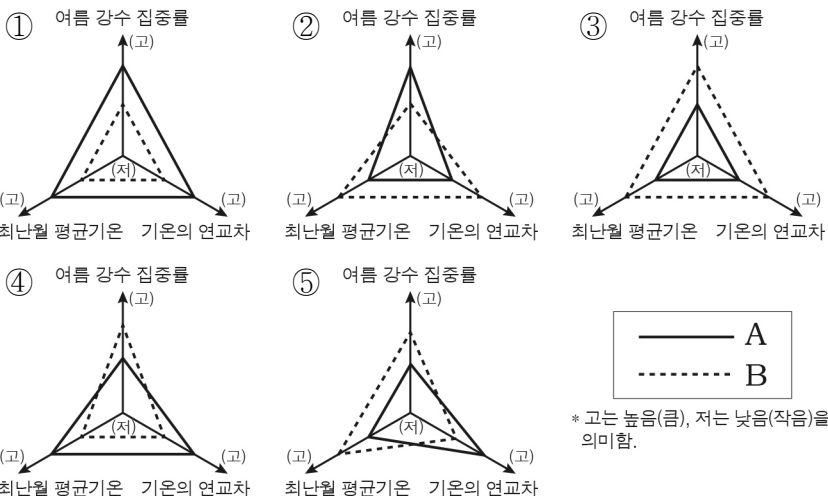 ① 여름 강수 집중률
(고)
(저)
(고) (고)
최난월 평균기온 기온의 연교차
② 여름 강수 집중률
(고)
(저)
(고) (고)
최난월 평균기온 기온의 연교차
③ 여름 강수 집중률
(고)
(저)
(고) (고)
최난월 평균기온 기온의 연교차
④ 여름 강수 집중률
(고)
(저)
(고) (고)
최난월 평균기온 기온의 연교차
⑤ 여름 강수 집중률
(고)
(저)
(고) (고)
최난월 평균기온 기온의 연교차
A
B
* 고는 높음(큼), 저는 낮음(작음)을
의미함.